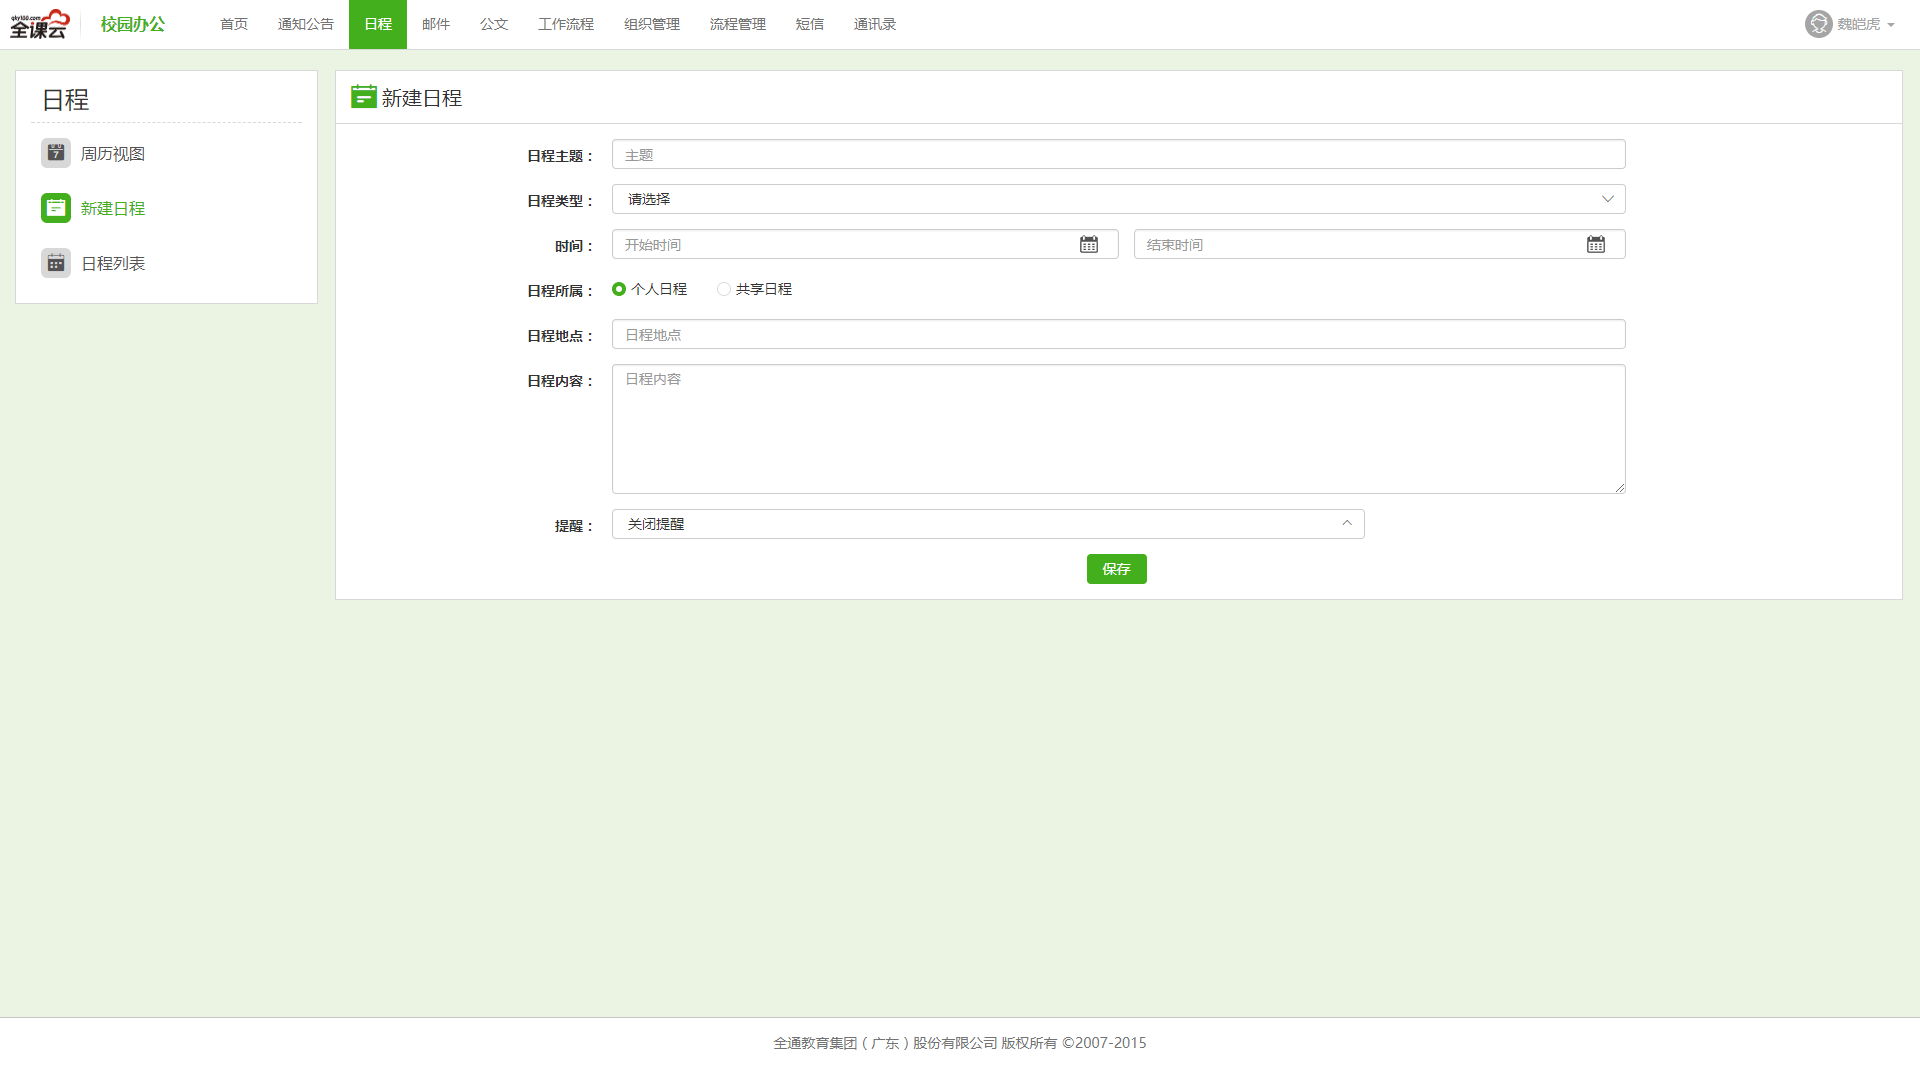 qky100.com
全课云
校园办公
首页 通知公告 日程 邮件 公文 工作流程 组织管理 流程管理 短信 通讯录
魏皑虎
日程
7
周历视图
新建日程
日程列表
新建日程
日程主题： 主题
日程类型： 请选择
时间： 开始时间 结束时间
日程所属： 个人日程 共享日程
日程地点： 日程地点
日程内容： 日程内容
提醒： 关闭提醒
保存
全通教育集团（广东）股份有限公司 版权所有 ©2007-2015